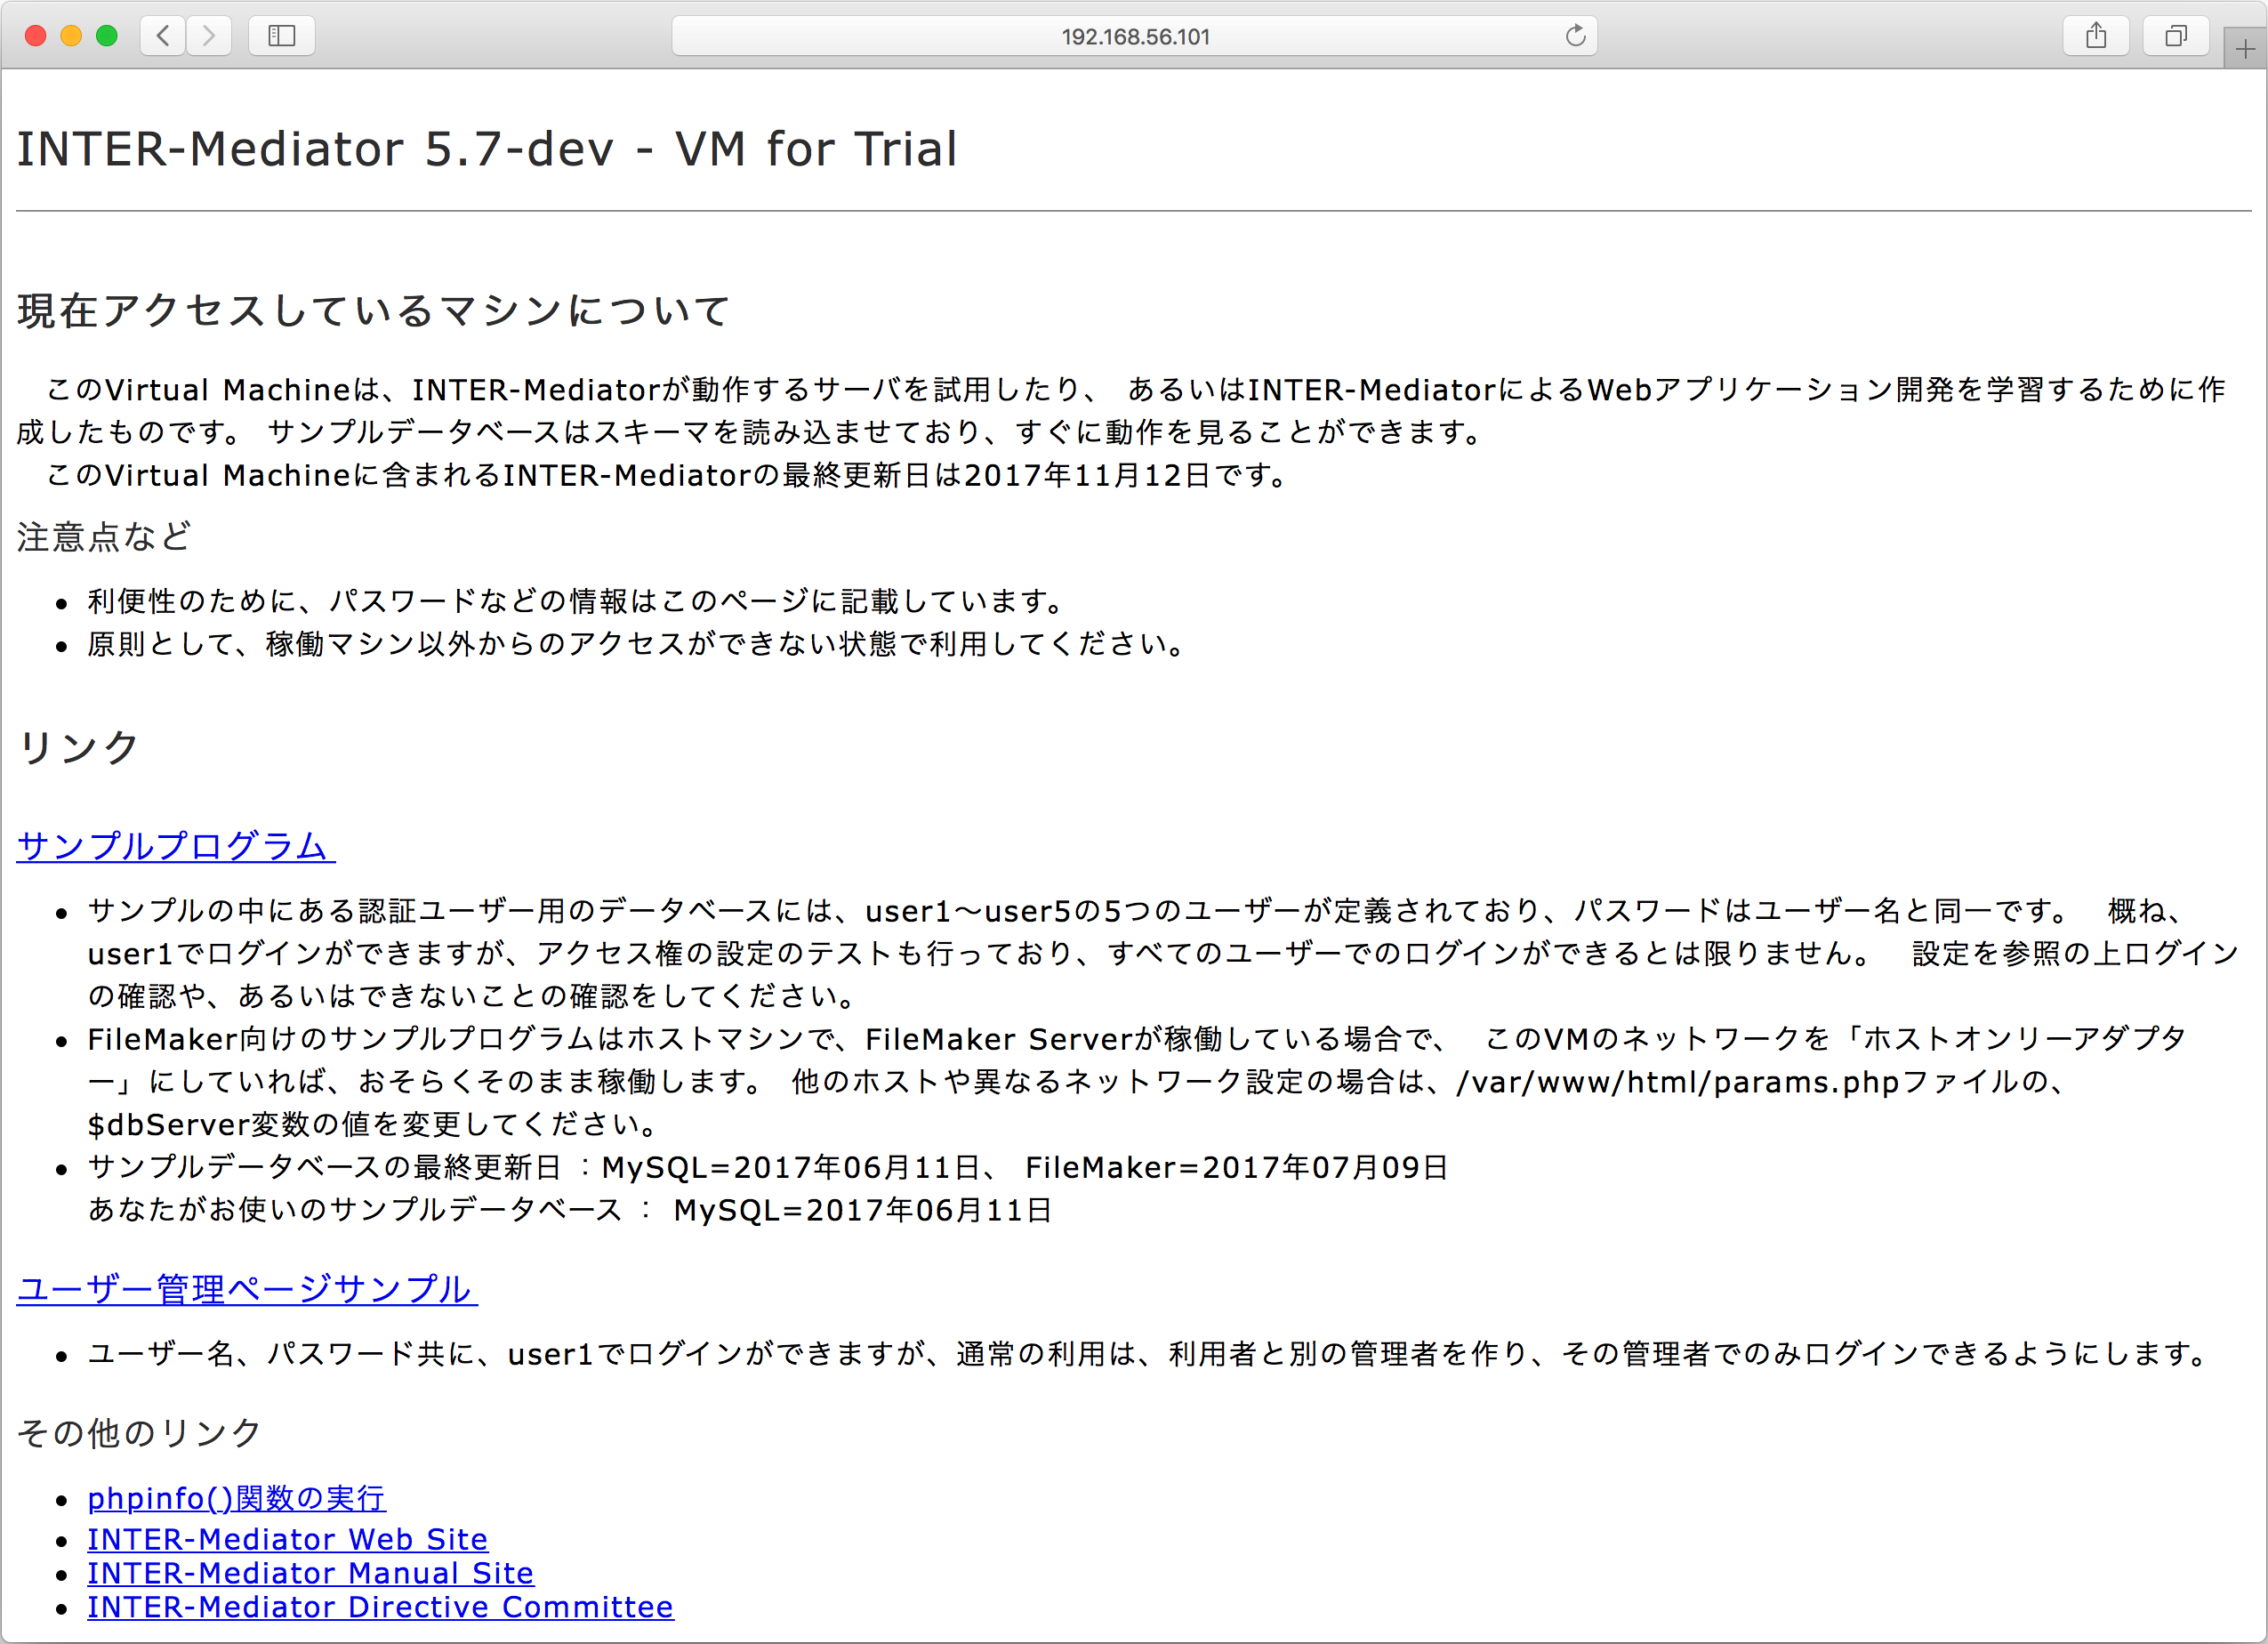 192.168.56.101
INTER-Mediator 5.7-dev - VM for Trial
現在アクセスしているマシンについて
このVirtual Machineは、INTER-Mediatorが動作するサーバを試用したり、 あるいはINTER-MediatorによるWebアプリケーション開発を学習するために作
成したものです。 サンプルデータベースはスキーマを読み込ませており、すぐに動作を見ることができます。
このVirtual Machineに含まれるINTER-Mediatorの最終更新日は2017年11月12日です。
注意点など
• 利便性のために、パスワードなどの情報はこのページに記載しています。
• 原則として、稼働マシン以外からのアクセスができない状態で利用してください。
リンク
サンプルプログラム
• サンプルの中にある認証ユーザー用のデータベースには、user1〜user5の5つのユーザーが定義されており、パスワードはユーザー名と同一です。 概ね、
user1でログインができますが、アクセス権の設定のテストも行っており、すべてのユーザーでのログインができるとは限りません。 設定を参照の上ログイン
の確認や、あるいはできないことの確認をしてください。
• FileMaker向けのサンプルプログラムはホストマシンで、FileMaker Serverが稼働している場合で、 このVMのネットワークを「ホストオンリーアダプタ
ー」にしていれば、おそらくそのまま稼働します。 他のホストや異なるネットワーク設定の場合は、/var/www/html/params.phpファイルの、
$dbServer変数の値を変更してください。
• サンプルデータベースの最終更新日 ：MySQL=2017年06月11日、 FileMaker=2017年07月09日
あなたがお使いのサンプルデータベース ： MySQL=2017年06月11日
ユーザー管理ページサンプル
• ユーザー名、パスワード共に、user1でログインができますが、通常の利用は、利用者と別の管理者を作り、その管理者でのみログインできるようにします。
その他のリンク
• phpinfo()関数の実行
• INTER-Mediator Web Site
• INTER-Mediator Manual Site
• INTER-Mediator Directive Committee